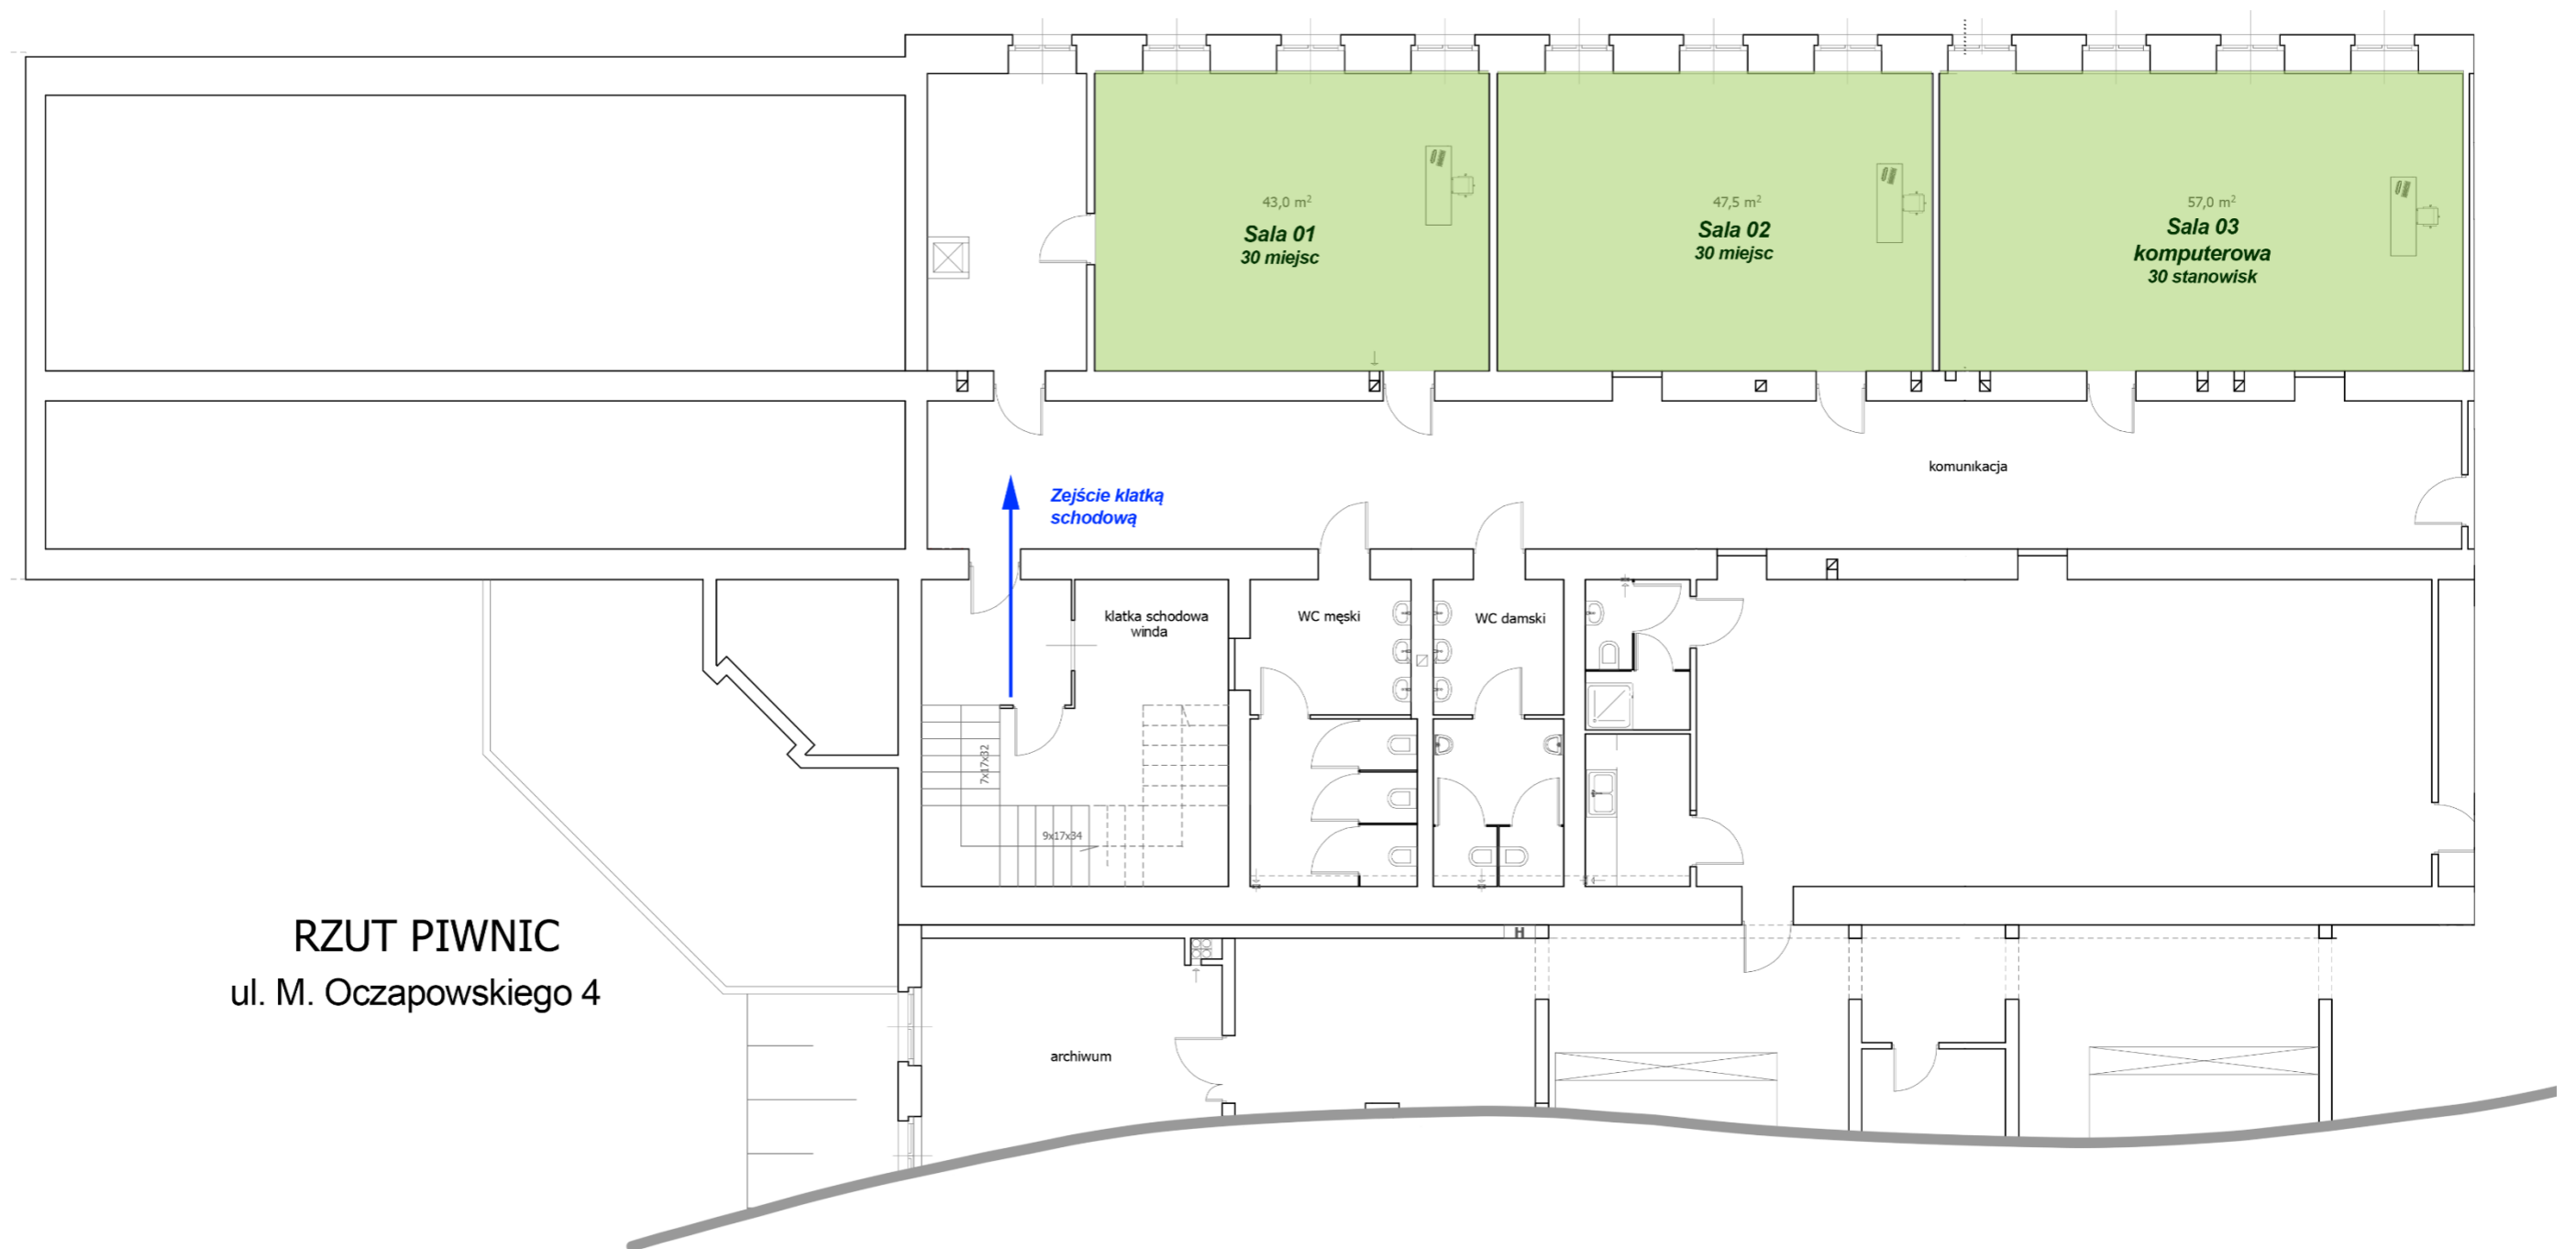 43,0 m²
Sala 01
30 miejsc
47,5 m²
Sala 02
30 miejsc
57,0 m²
Sala 03
komputerowa
30 stanowisk
komunikacja
Zejście klatką
schodową
klatka schodowa
winda
WC męski
WC damski
7x17x32
9x17x34
RZUT PIWNIC
ul. M. Oczapowskiego 4
H
archiwum